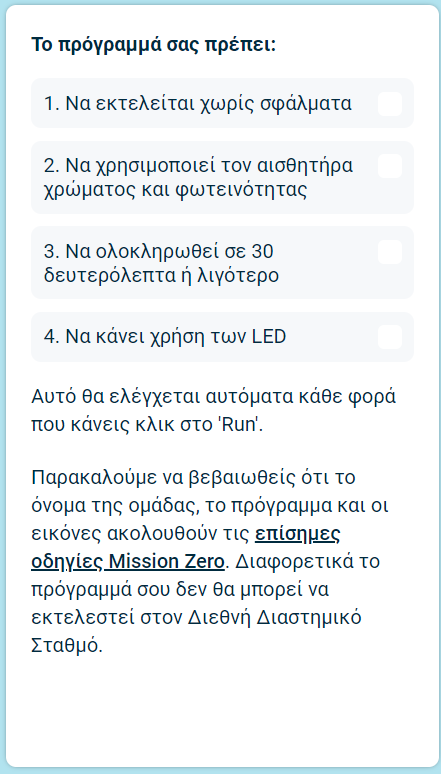 Το πρόγραμμά σας πρέπει:
1. Να εκτελείται χωρίς σφάλματα
2. Να χρησιμοποιεί τον αισθητήρα
χρώματος και φωτεινότητας
3. Να ολοκληρωθεί σε 30
δευτερόλεπτα ή λιγότερο
4. Να κάνει χρήση των LED
Αυτό θα ελέγχεται αυτόματα κάθε φορά
που κάνεις κλικ στο 'Run'.
Παρακαλούμε να βεβαιωθείς ότι το
όνομα της ομάδας, το πρόγραμμα και οι
εικόνες ακολουθούν τις επίσημες
οδηγίες Mission Zero. Διαφορετικά το
πρόγραμμά σου δεν θα μπορεί να
εκτελεστεί στον Διεθνή Διαστημικό
Σταθμό.